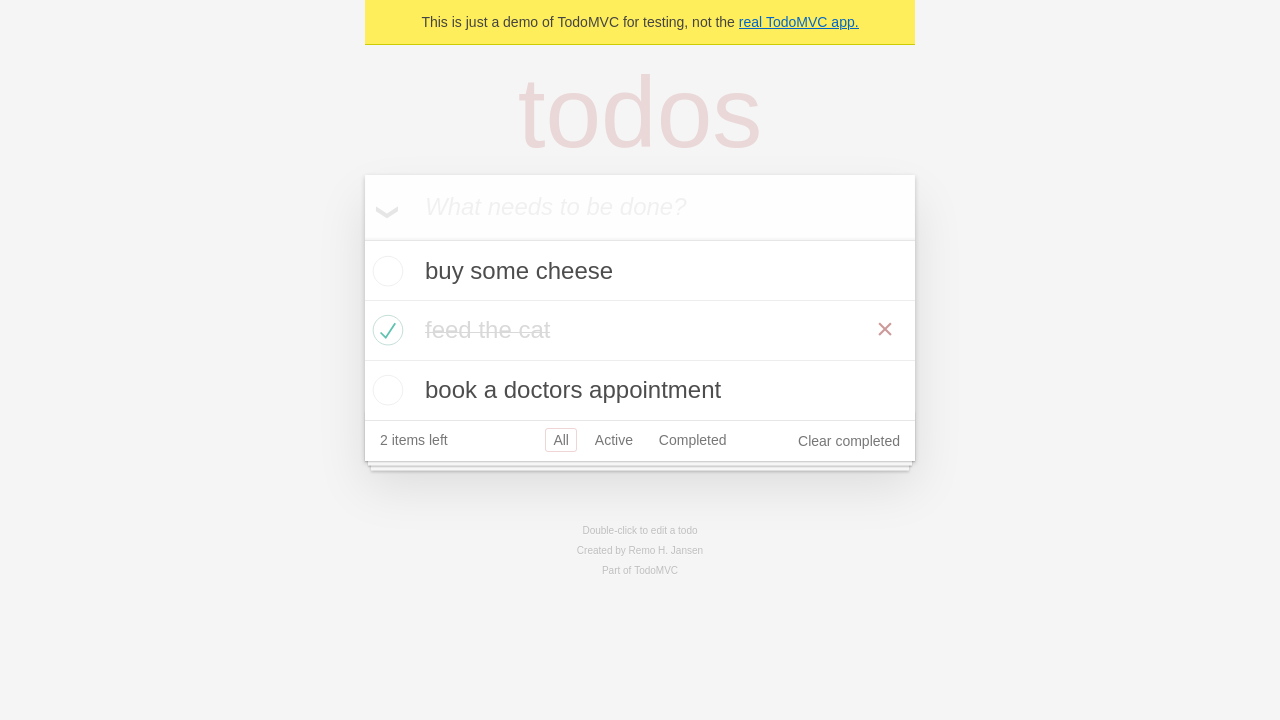 This is just a demo of TodoMVC for testing, not the real TodoMVC app.
todos
What needs to be done?
buy some cheese
feed the cat
book a doctors appointment
2 items left All Active Completed Clear completed
Double-click to edit a todo
Created by Remo H. Jansen
Part of TodoMVC